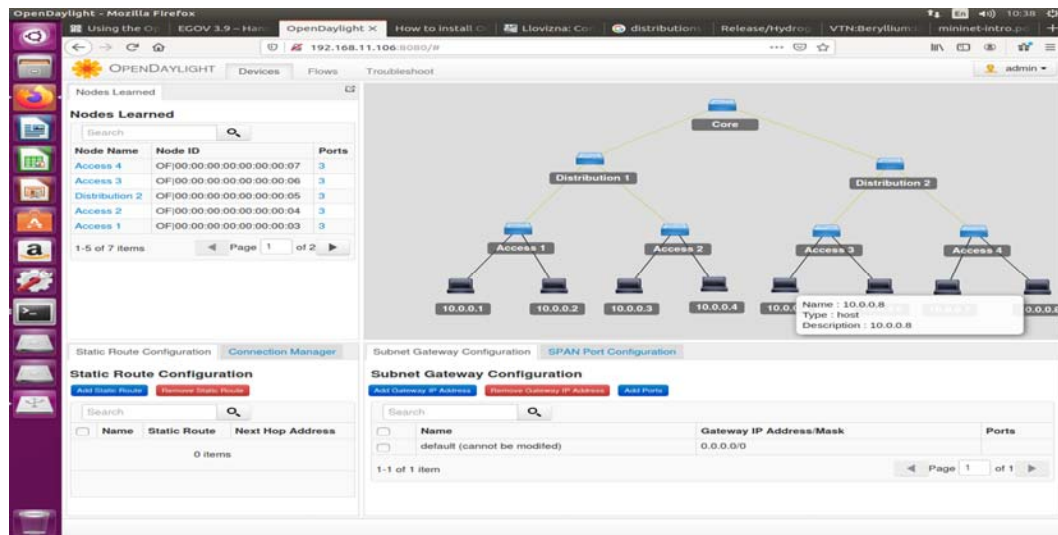 OpenDaylight - Mozilla Firefox
En
10:38
Using the Op
EGOV 3.9 – Han
OpenDaylight ×
How to install O
Llovizna: Co
distribution
Release/Hydrog
VTN:Beryllium:
mininet-intro.p
192.168.11.106:8080/#
OPENDAYLIGHT
Devices
Flows
Troubleshoot
admin
Nodes Learned
Nodes Learned
Search
Node Name Node ID Ports
Access 4 OF|00:00:00:00:00:00:00:07 3
Access 3 OF|00:00:00:00:00:00:00:06 3
Distribution 2 OF|00:00:00:00:00:00:00:05 3
Access 2 OF|00:00:00:00:00:00:00:04 3
Access 1 OF|00:00:00:00:00:00:00:03 3
1-5 of 7 items
Page 1 of 2
Core
Distribution 1
Distribution 2
Access 1
Access 2
Access 3
Access 4
10.0.0.1
10.0.0.2
10.0.0.3
10.0.0.4
Name : 10.0.0.8
Type : host
Description : 10.0.0.8
Static Route Configuration
Connection Manager
Static Route Configuration
Add Static Route
Remove Static Route
Search
Name Static Route Next Hop Address
0 items
Subnet Gateway Configuration
SPAN Port Configuration
Subnet Gateway Configuration
Add Gateway IP Address
Remove Gateway IP Address
Add Ports
Search
Name Gateway IP Address/Mask Ports
default (cannot be modifed) 0.0.0.0/0
1-1 of 1 item
Page 1 of 1